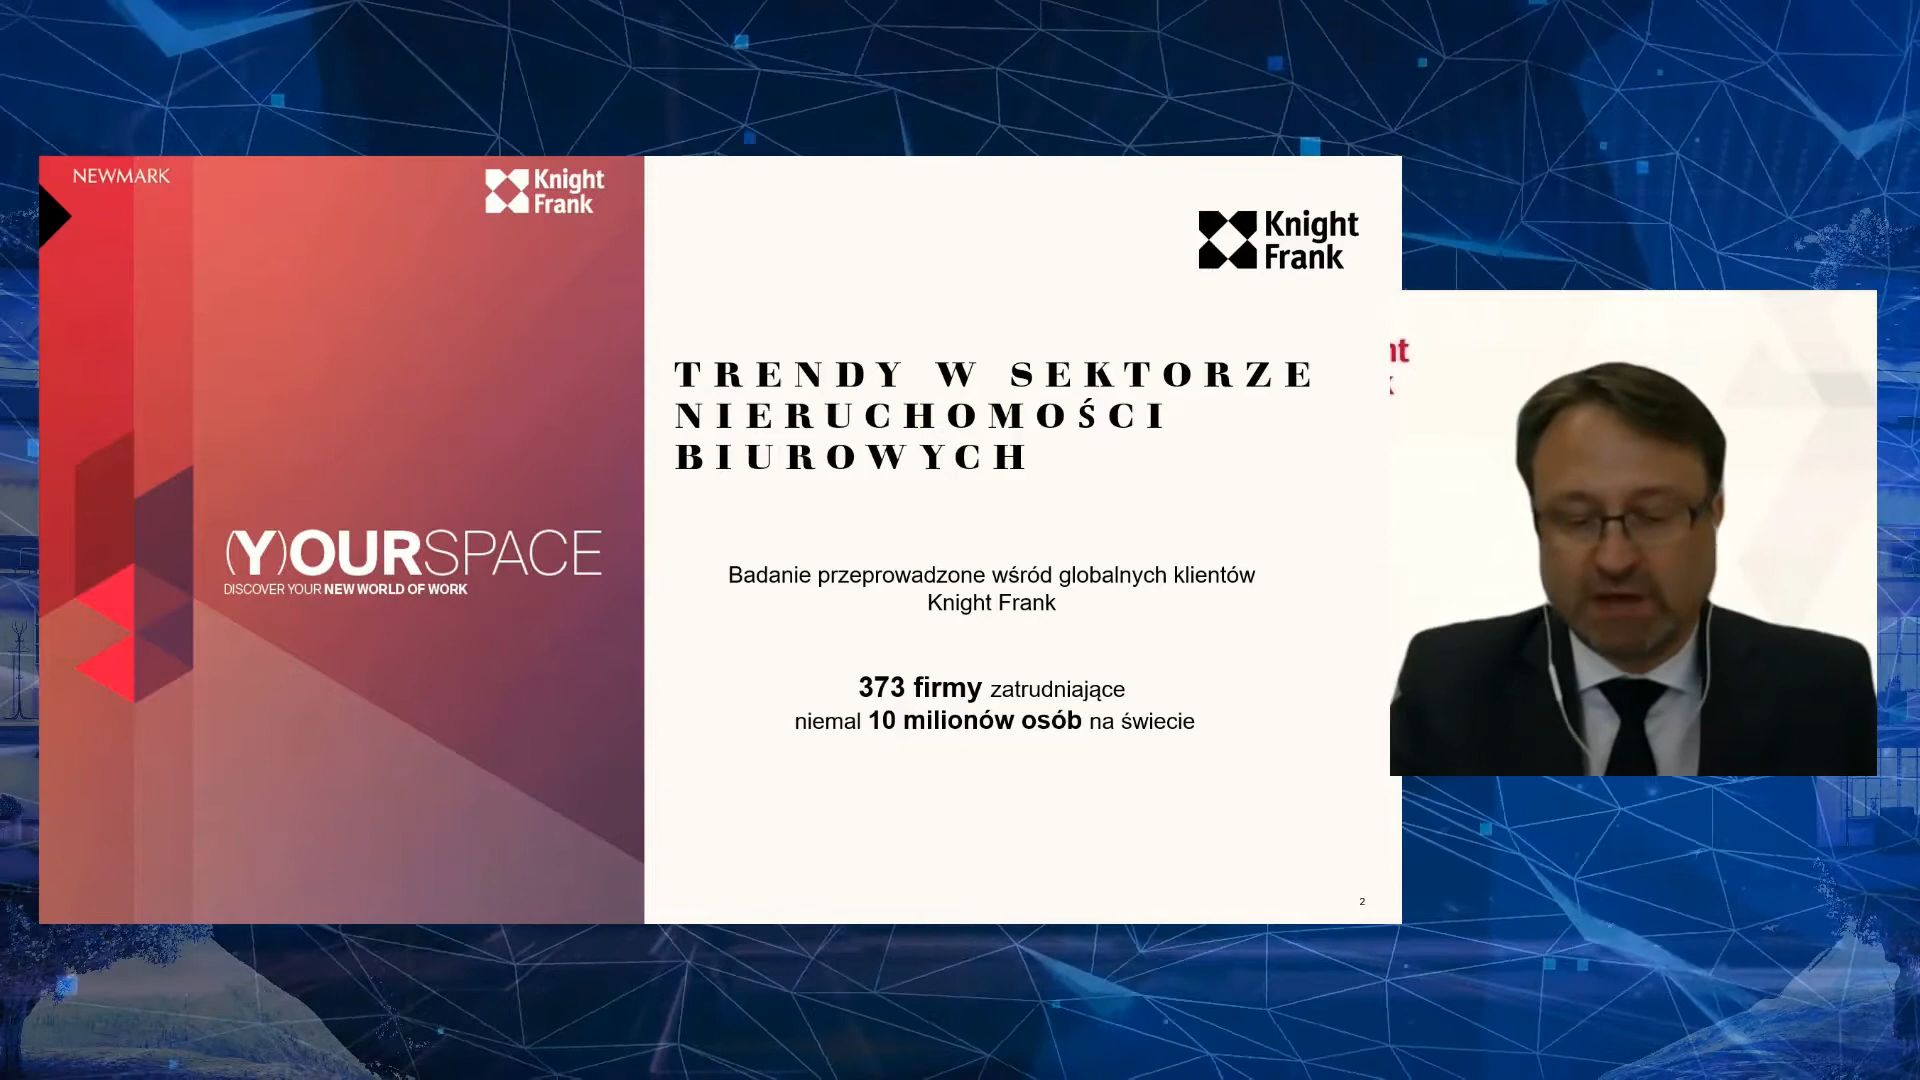 NEWMARK
Knight
Frank
(Y)OURSPACE
DISCOVER YOUR NEW WORLD OF WORK
Knight
Frank
TRENDY W SEKTORZE
NIERUCHOMOŚCI
BIUROWYCH
Badanie przeprowadzone wśród globalnych klientów
Knight Frank
373 firmy zatrudniające
niemal 10 milionów osób na świecie
2